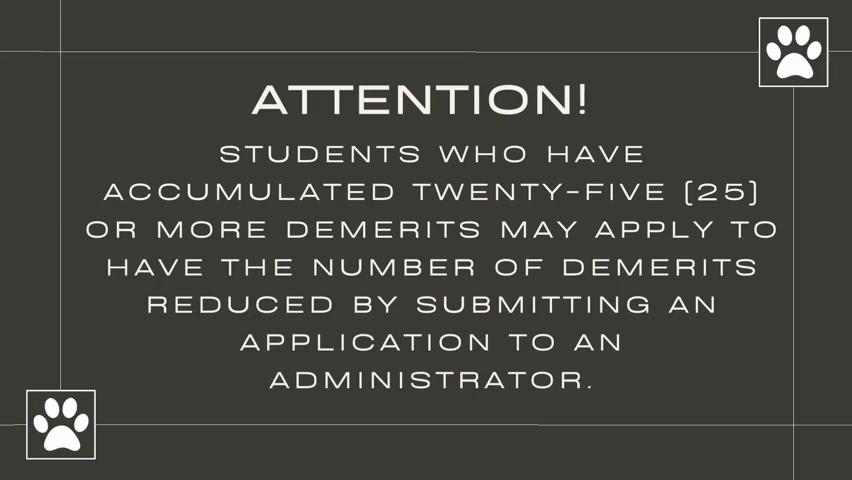 ATTENTION!
STUDENTS WHO HAVE
ACCUMULATED TWENTY-FIVE (25)
OR MORE DEMERITS MAY APPLY TO
HAVE THE NUMBER OF DEMERITS
REDUCED BY SUBMITTING AN
APPLICATION TO AN
ADMINISTRATOR.